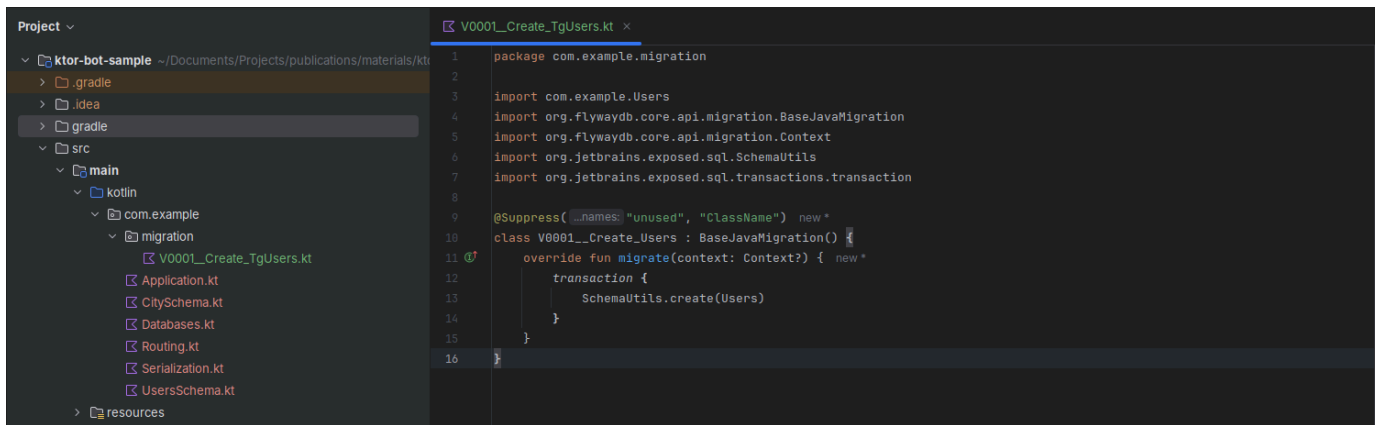 Project
ktor-bot-sample ~/Documents/Projects/publications/materials/kto
.gradle
.idea
gradle
src
main
kotlin
com.example
migration
V0001__Create_TgUsers.kt
Application.kt
CitySchema.kt
Databases.kt
Routing.kt
Serialization.kt
UsersSchema.kt
resources
V0001__Create_TgUsers.kt ×
1 package com.example.migration
2
3 import com.example.Users
4 import org.flywaydb.core.api.migration.BaseJavaMigration
5 import org.flywaydb.core.api.migration.Context
6 import org.jetbrains.exposed.sql.SchemaUtils
7 import org.jetbrains.exposed.sql.transactions.transaction
8
9 @Suppress( ...names: "unused", "ClassName") new *
10 class V0001__Create_Users : BaseJavaMigration() {
11 override fun migrate(context: Context?) { new *
12 transaction {
13 SchemaUtils.create(Users)
14 }
15 }
16 }